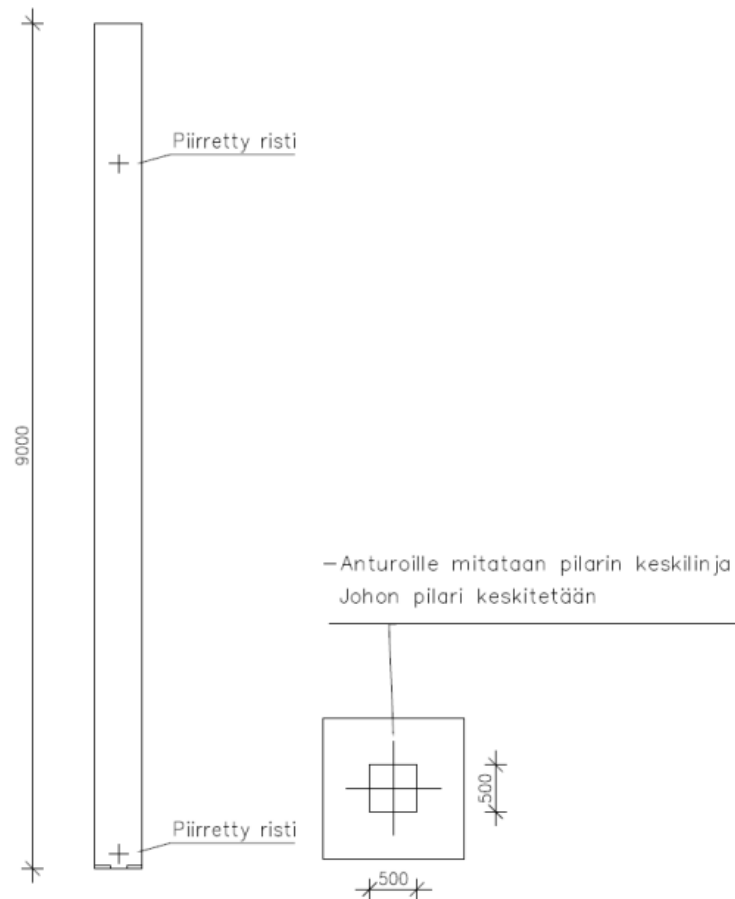 Piirretty risti
9000
-Anturoille mitataan pilarin keskilinja
Johon pilari keskitetään
500
Piirretty risti
500